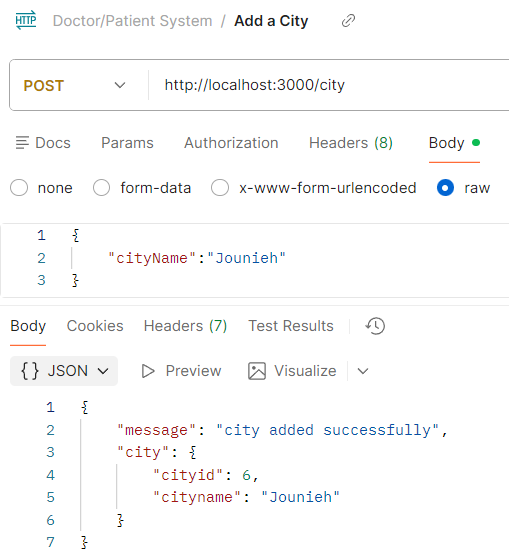 HTTP Doctor/Patient System / Add a City
POST http://localhost:3000/city
Docs Params Authorization Headers (8) Body
none form-data x-www-form-urlencoded raw
1 {
2 "cityName":"Jounieh"
3 }
Body Cookies Headers (7) Test Results
{} JSON Preview Visualize
1 {
2 "message": "city added successfully",
3 "city": {
4 "cityid": 6,
5 "cityname": "Jounieh"
6 }
7 }